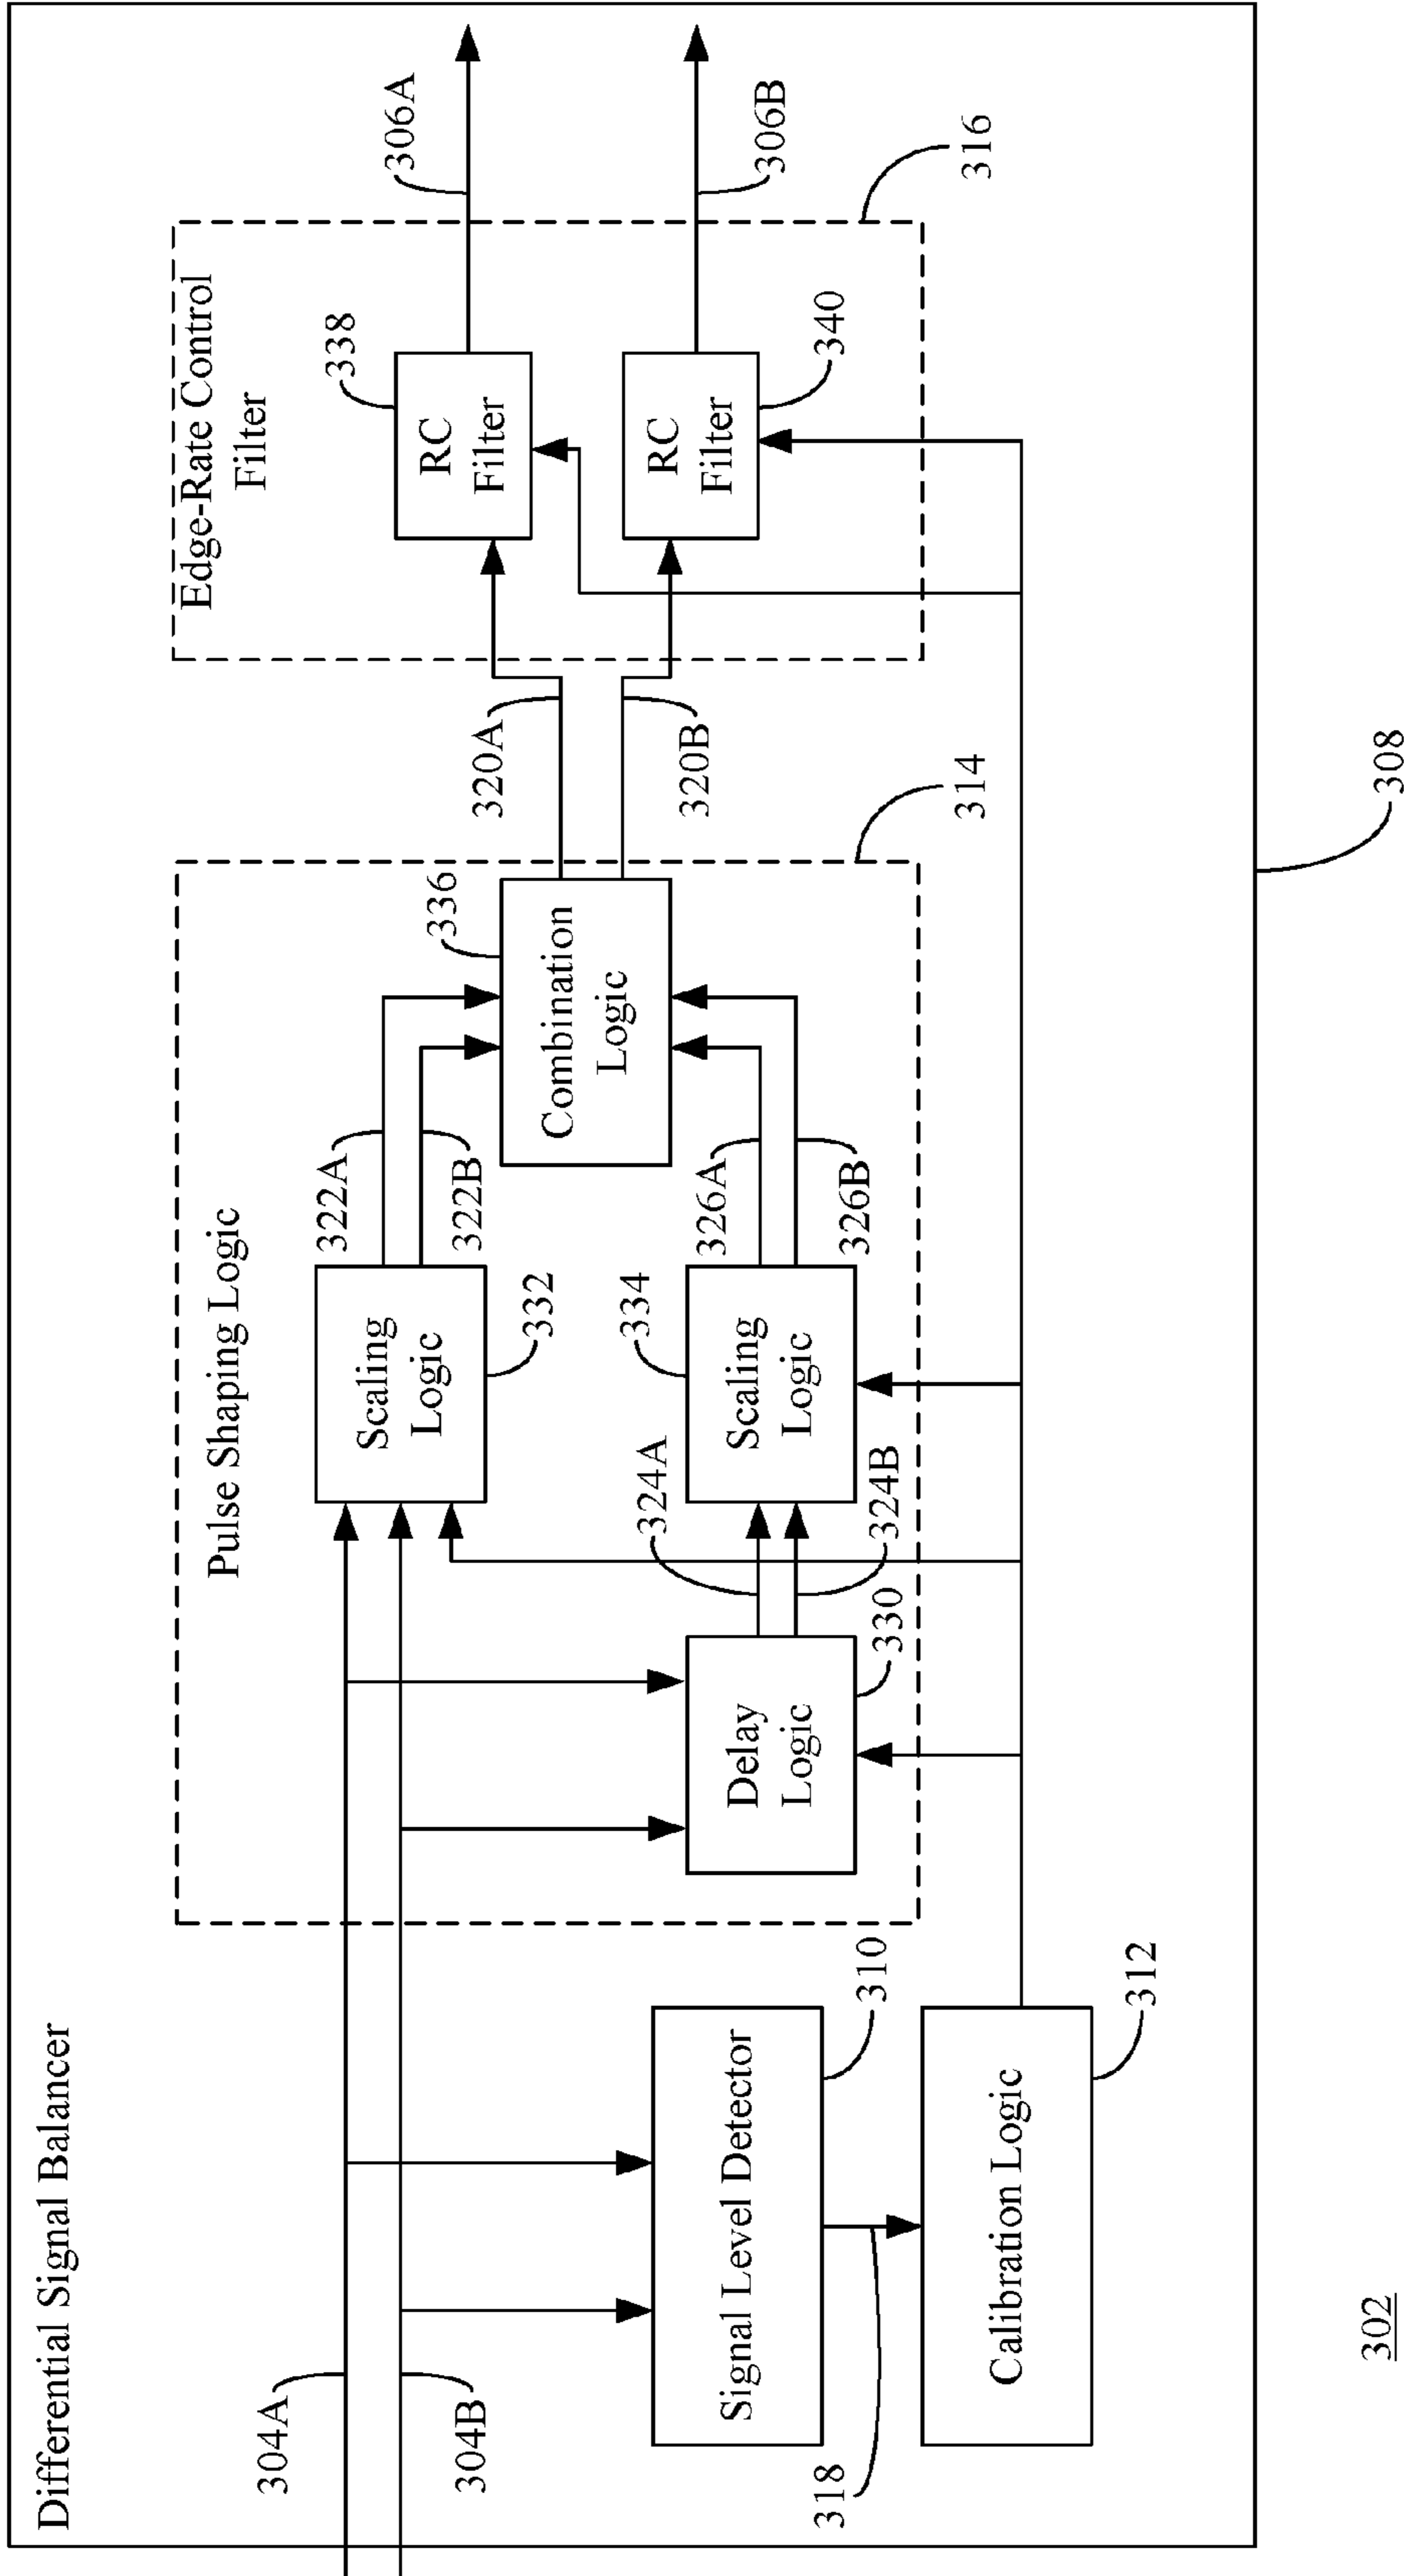 Differential Signal Balancer
304A
304B
Signal Level Detector
310
318
Calibration Logic
312
Pulse Shaping Logic
Delay
Logic
330
324A
324B
Scaling
Logic
332
Scaling
Logic
334
322A
322B
326A
326B
Combination
Logic
336
314
320A
320B
Edge-Rate Control
Filter
RC
Filter
338
RC
Filter
340
316
306A
306B
308
302